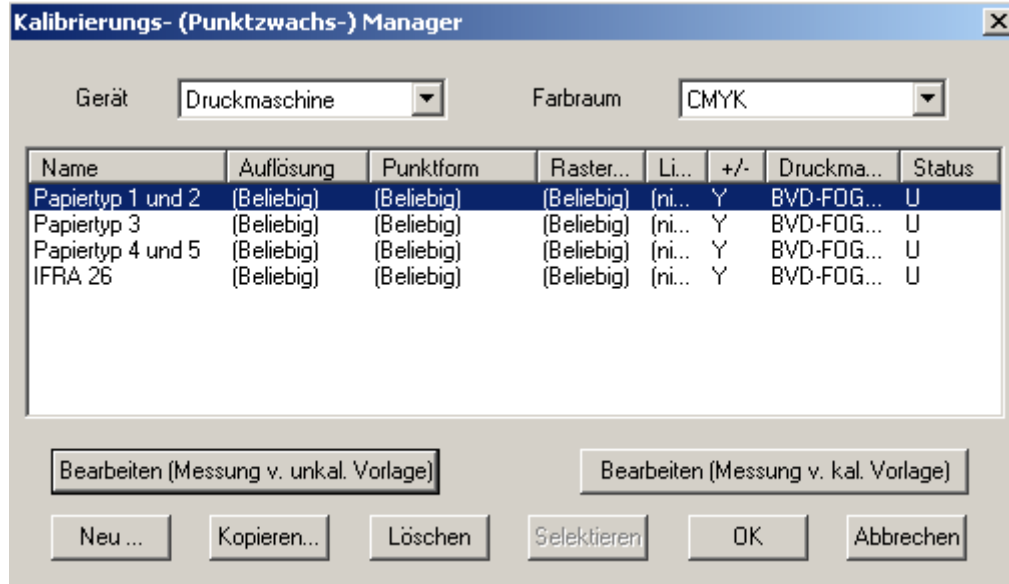 Kalibrierungs- (Punktzwachs-) Manager
Gerät Druckmaschine Farbraum CMYK
Name Auflösung Punktform Raster... Li... +/- Druckma... Status
Papiertyp 1 und 2 (Beliebig) (Beliebig) (Beliebig) (ni... Y BVD-FOG... U
Papiertyp 3 (Beliebig) (Beliebig) (Beliebig) (ni... Y BVD-FOG... U
Papiertyp 4 und 5 (Beliebig) (Beliebig) (Beliebig) (ni... Y BVD-FOG... U
IFRA 26 (Beliebig) (Beliebig) (Beliebig) (ni... Y BVD-FOG... U
Bearbeiten (Messung v. unkal. Vorlage) Bearbeiten (Messung v. kal. Vorlage)
Neu ... Kopieren... Löschen Selektieren OK Abbrechen